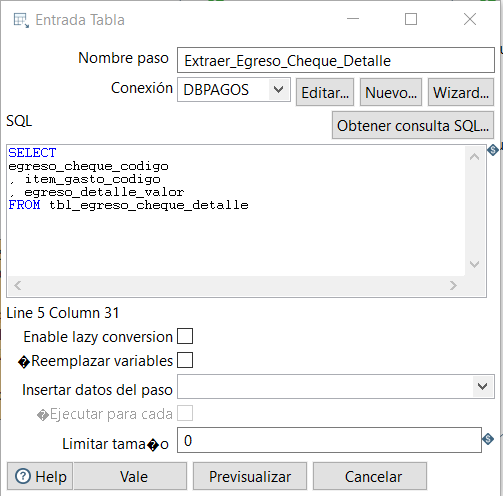 Entrada Tabla
Nombre paso Extraer_Egreso_Cheque_Detalle
Conexión DBPAGOS Editar... Nuevo... Wizard...
SQL
Obtener consulta SQL...
SELECT
egreso_cheque_codigo
, item_gasto_codigo
, egreso_detalle_valor
FROM tbl_egreso_cheque_detalle
Line 5 Column 31
Enable lazy conversion
�Reemplazar variables
Insertar datos del paso
�Ejecutar para cada
Limitar tama�o 0
Help Vale Previsualizar Cancelar